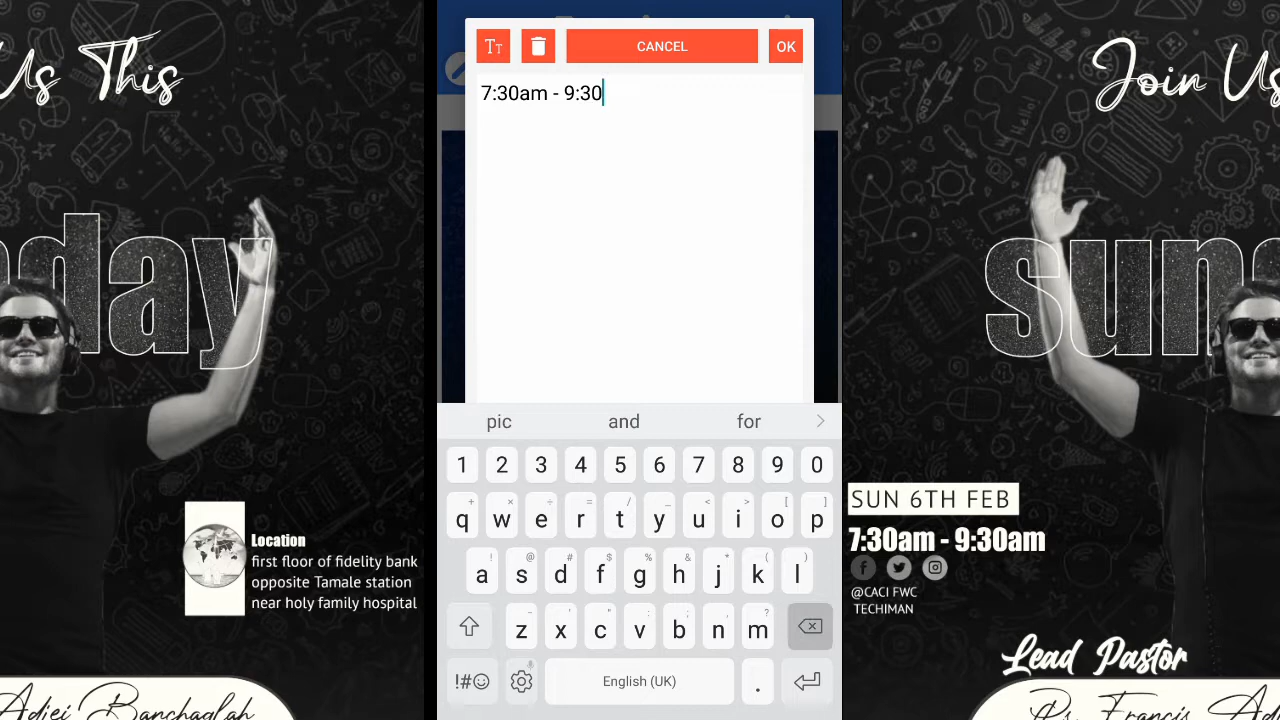 Us This
day
Location
first floor of fidelity bank
opposite Tamale station
near holy family hospital
CANCEL
OK
7:30am - 9:30
pic and for
1 2 3 4 5 6 7 8 9 0
q w e r t y u i o p
a s d f g h j k l
z x c v b n m
!#☺ English (UK) .
Join Us
sun
SUN 6TH FEB
7:30am - 9:30am
@CACI FWC
TECHIMAN
Lead Pastor
Ps. Francis